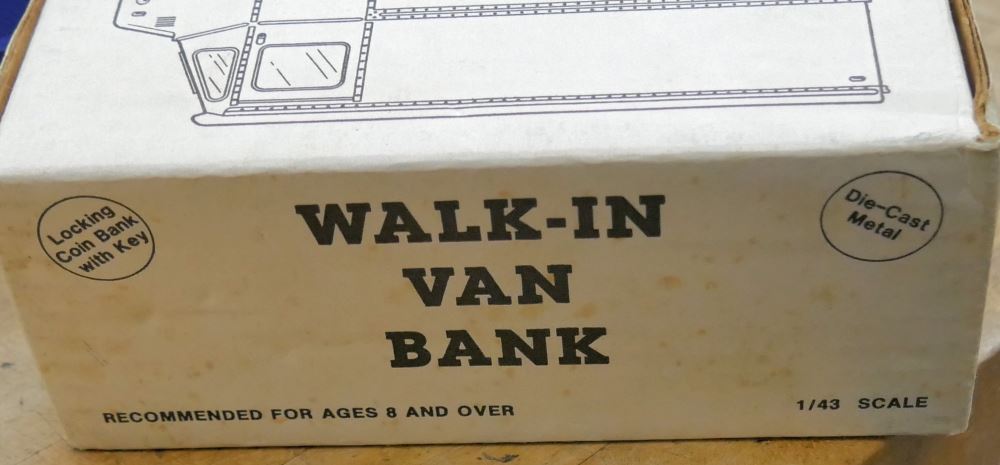 Locking
Coin Bank
with Key
WALK-IN
VAN
BANK
Die-Cast
Metal
RECOMMENDED FOR AGES 8 AND OVER
1/43 SCALE